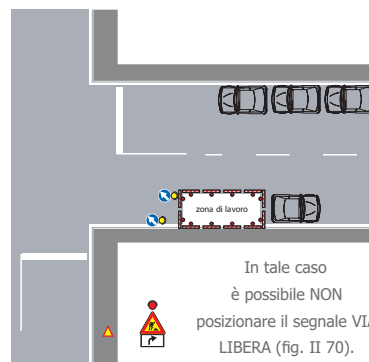 zona di lavoro
In tale caso
è possibile NON
posizionare il segnale VIA
LIBERA (fig. II 70).